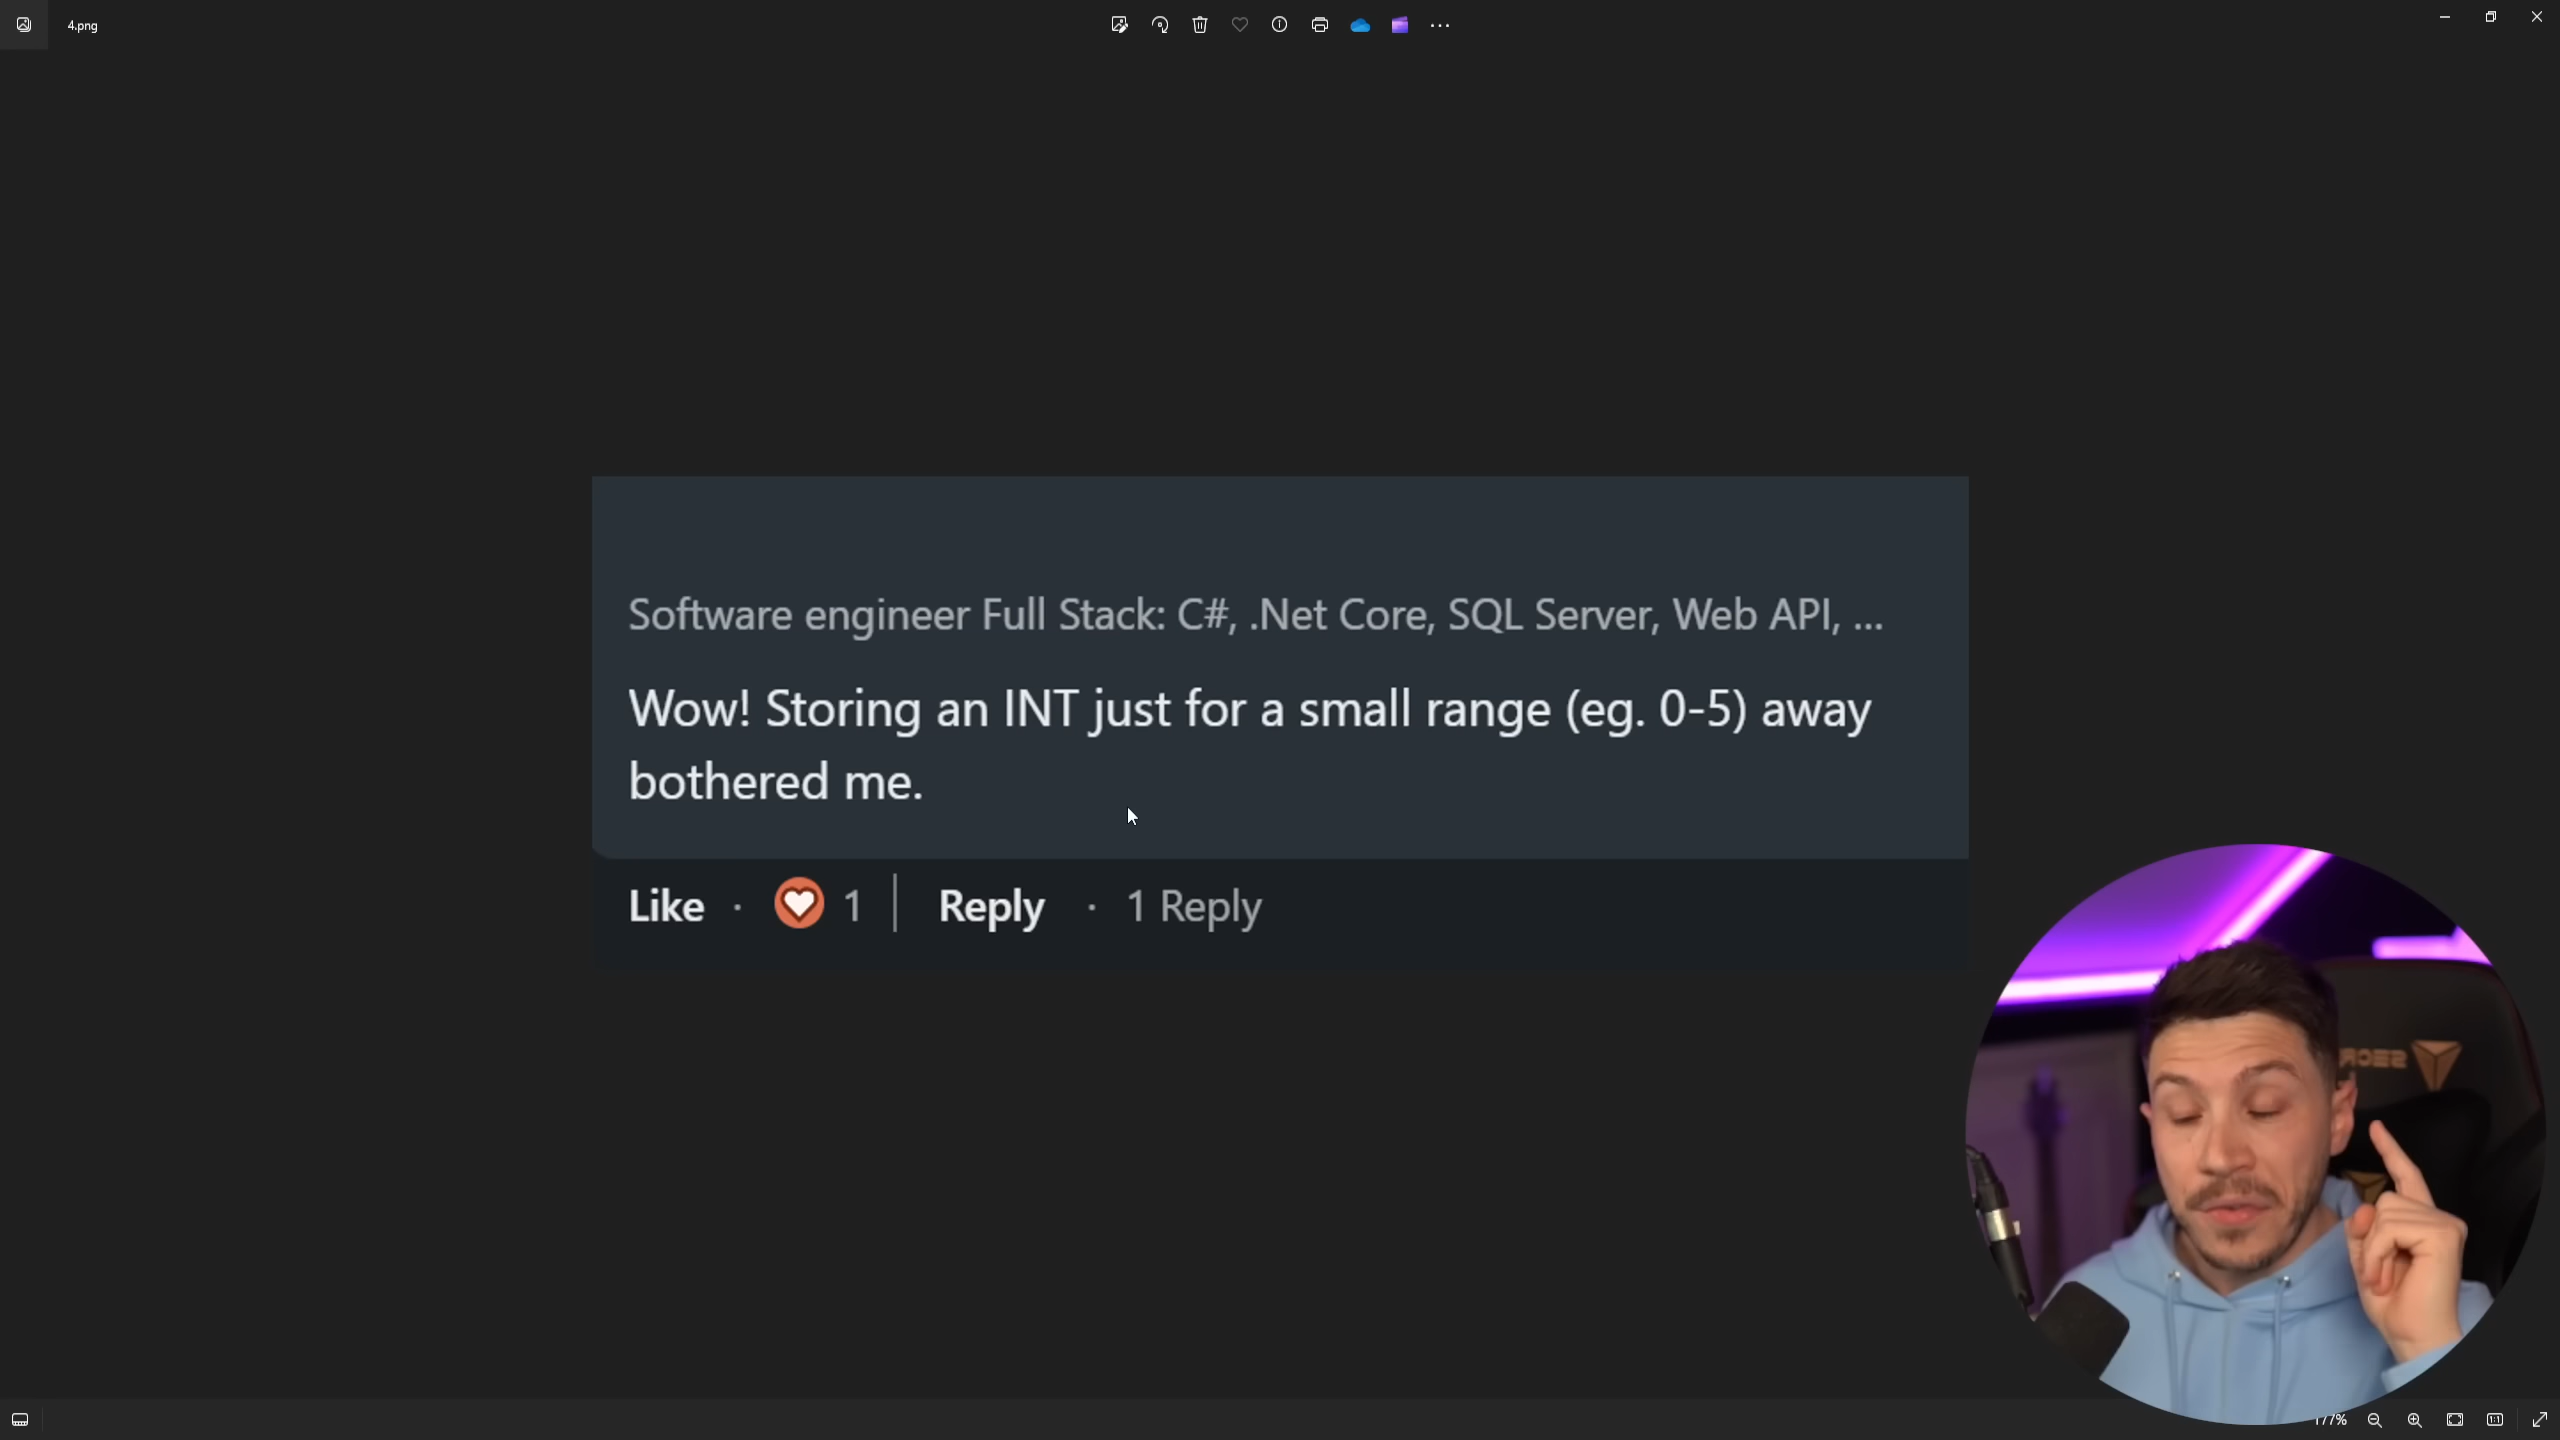 4.png
Software engineer Full Stack: C#, .Net Core, SQL Server, Web API, ...
Wow! Storing an INT just for a small range (eg. 0-5) away
bothered me.
Like · 1 | Reply · 1 Reply
177%